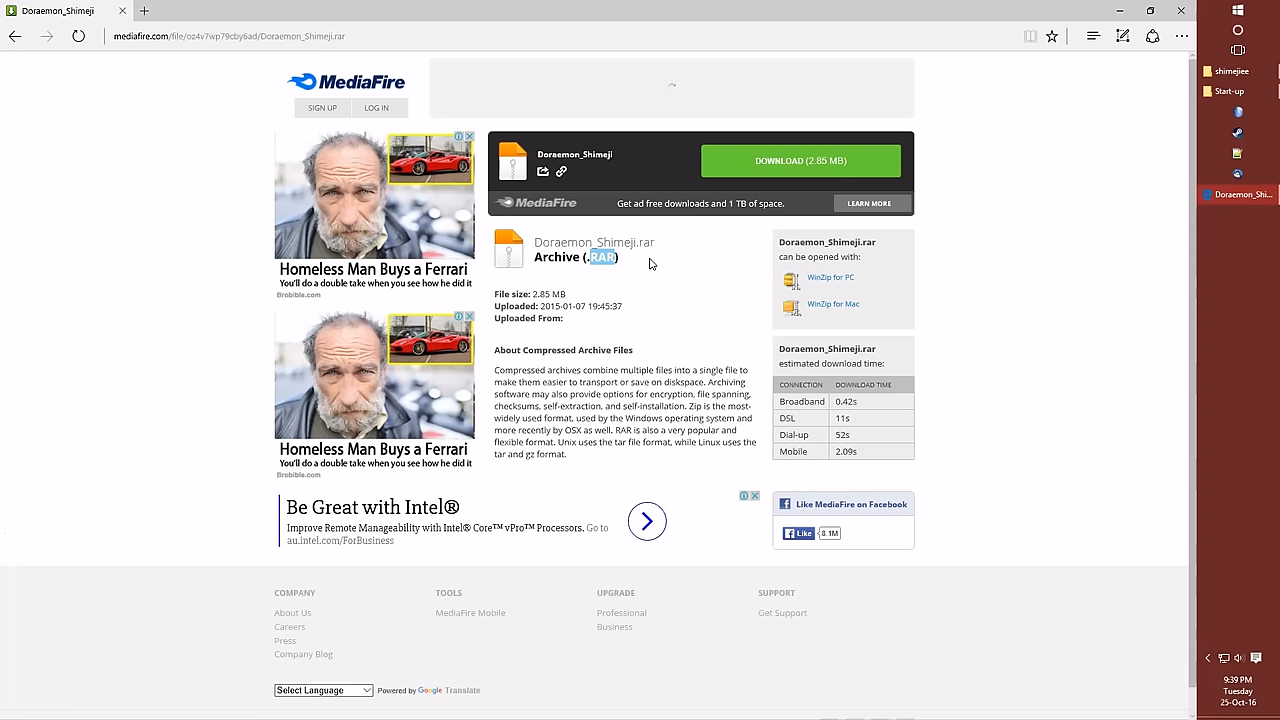 Doraemon_Shimeji
mediafire.com/file/oz4v7wp79cby6ad/Doraemon_Shimeji.rar
MediaFire
SIGN UP
LOG IN
Homeless Man Buys a Ferrari
You'll do a double take when you see how he did it
Brobible.com
Homeless Man Buys a Ferrari
You'll do a double take when you see how he did it
Brobible.com
Doraemon_Shimeji
DOWNLOAD (2.85 MB)
MediaFire
Get ad free downloads and 1 TB of space.
LEARN MORE
Doraemon_Shimeji.rar
Archive (.RAR)
File size: 2.85 MB
Uploaded: 2015-01-07 19:45:37
Uploaded From:
About Compressed Archive Files
Compressed archives combine multiple files into a single file to
make them easier to transport or save on diskspace. Archiving
software may also provide options for encryption, file spanning,
checksums, self-extraction, and self-installation. Zip is the most-
widely used format, used by the Windows operating system and
more recently by OSX as well. RAR is also a very popular and
flexible format. Unix uses the tar file format, while Linux uses the
tar and gz format.
Doraemon_Shimeji.rar
can be opened with:
WinZip for PC
WinZip for Mac
Doraemon_Shimeji.rar
estimated download time:
CONNECTION DOWNLOAD TIME
Broadband 0.42s
DSL 11s
Dial-up 52s
Mobile 2.09s
Be Great with Intel®
Improve Remote Manageability with Intel® Core™ vPro™ Processors. Go to
au.intel.com/ForBusiness
Like MediaFire on Facebook
Like 8.1M
COMPANY
About Us
Careers
Press
Company Blog
TOOLS
MediaFire Mobile
UPGRADE
Professional
Business
SUPPORT
Get Support
Select Language
Powered by Google Translate
shimejiee
Start-up
Doraemon_Shi...
9:39 PM
Tuesday
25-Oct-16